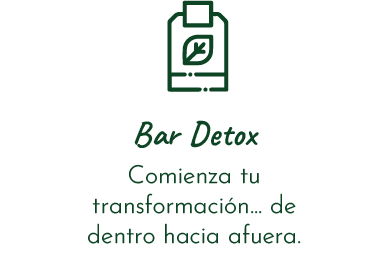 Bar Detox
Comienza tu
transformación... de
dentro hacia afuera.